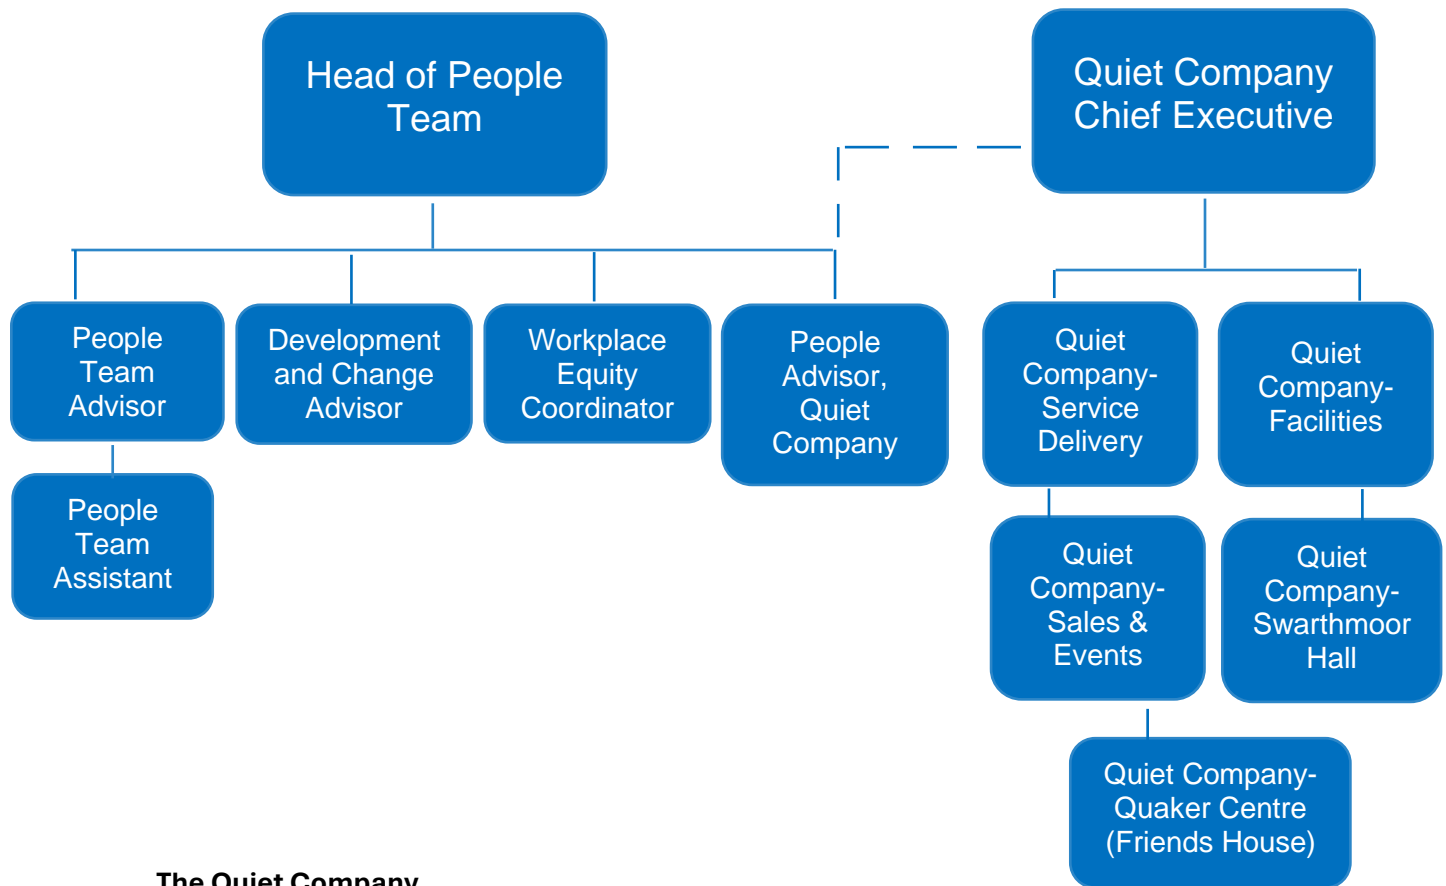 Head of People
Team
Quiet Company
Chief Executive
People
Team
Advisor
Development
and Change
Advisor
Workplace
Equity
Coordinator
People
Advisor,
Quiet
Company
Quiet
Company-
Service
Delivery
Quiet
Company-
Facilities
People
Team
Assistant
Quiet
Company-
Sales &
Events
Quiet
Company-
Swarthmoor
Hall
Quiet Company-
Quaker Centre
(Friends House)
The Quiet Company